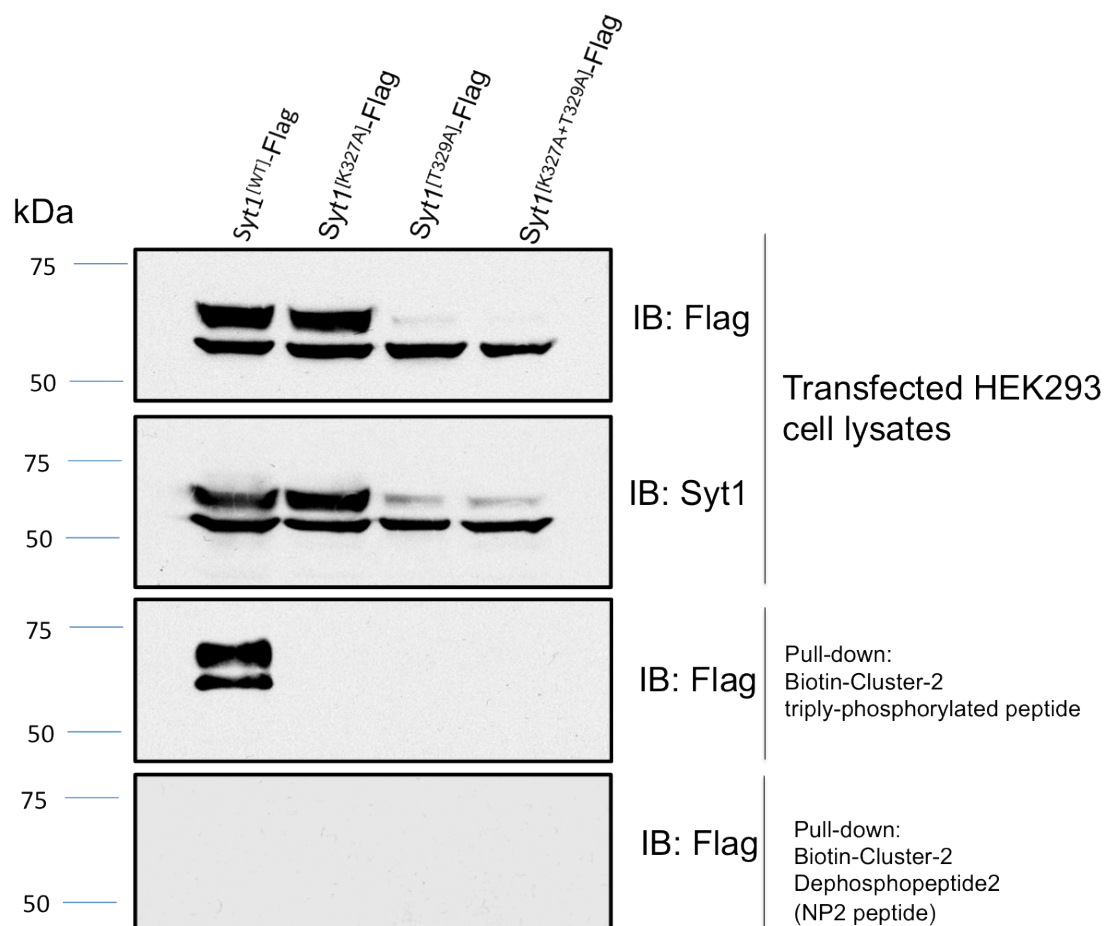 Syt1[WT]-Flag
Syt1[K327A]-Flag
Syt1[T329A]-Flag
Syt1[K327A+T329A]-Flag
kDa
75
50
IB: Flag
Transfected HEK293
cell lysates
75
50
IB: Syt1
75
50
IB: Flag
Pull-down:
Biotin-Cluster-2
triply-phosphorylated peptide
75
50
IB: Flag
Pull-down:
Biotin-Cluster-2
Dephosphopeptide2
(NP2 peptide)